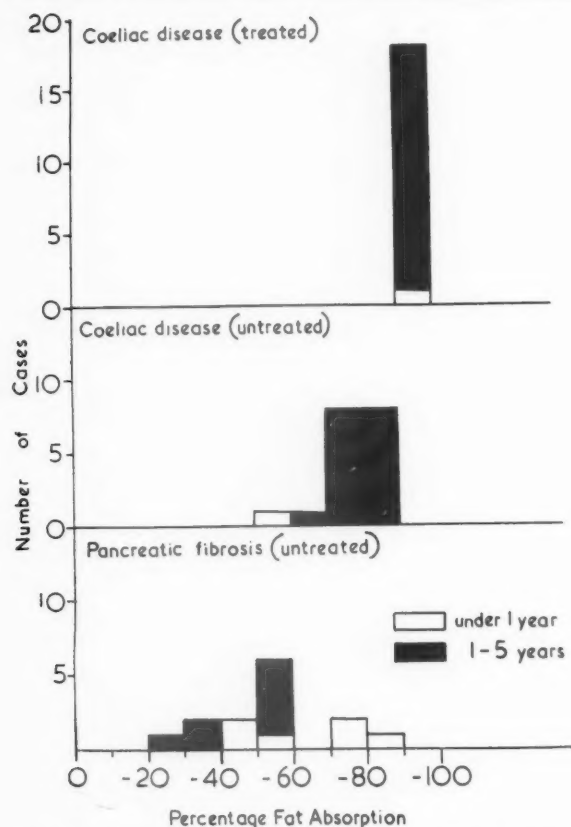 20
Coeliac disease (treated)
15
10
5
0
Coeliac disease (untreated)
10
5
0
Number of Cases
Pancreatic fibrosis (untreated)
10
5
under 1 year
1-5 years
0 -20 -40 -60 -80 -100
Percentage Fat Absorption